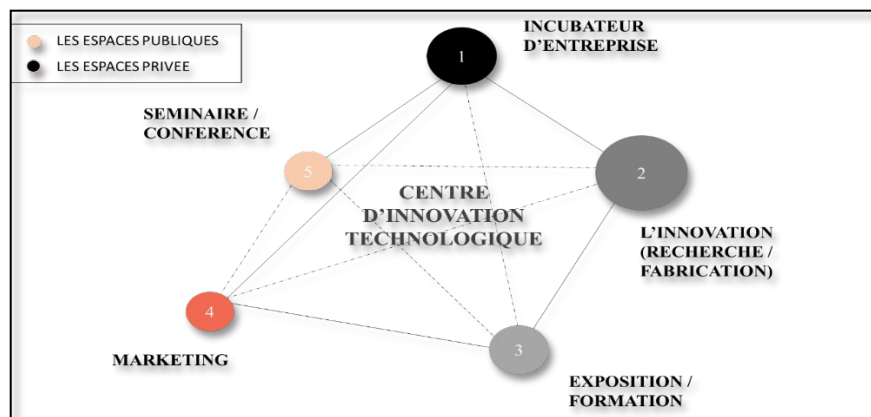 LES ESPACES PUBLIQUES
LES ESPACES PRIVEE
INCUBATEUR
D'ENTREPRISE
1
SEMINAIRE /
CONFERENCE
5
2
CENTRE
D'INNOVATION
TECHNOLOGIQUE
L'INNOVATION
(RECHERCHE /
FABRICATION)
4
MARKETING
3
EXPOSITION /
FORMATION